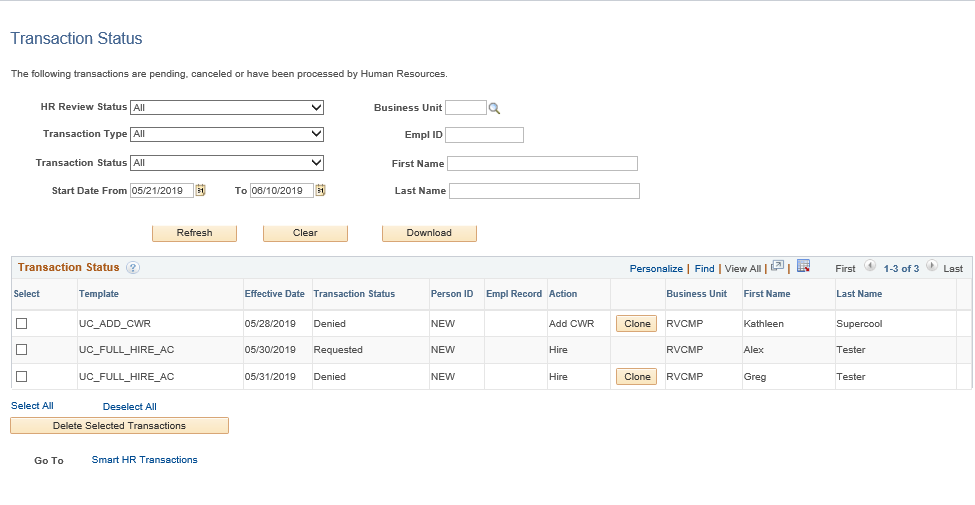 Transaction Status
The following transactions are pending, canceled or have been processed by Human Resources.
HR Review Status All Business Unit
Transaction Type All Empl ID
Transaction Status All First Name
Start Date From 05/21/2019 31 To 06/10/2019 31 Last Name
Refresh Clear Download
Transaction Status ? Personalize | Find | View All | | First 1-3 of 3 Last
Select Template Effective Date Transaction Status Person ID Empl Record Action Business Unit First Name Last Name
UC_ADD_CWR 05/28/2019 Denied NEW Add CWR Clone RVCMP Kathleen Supercool
UC_FULL_HIRE_AC 05/30/2019 Requested NEW Hire RVCMP Alex Tester
UC_FULL_HIRE_AC 05/31/2019 Denied NEW Hire Clone RVCMP Greg Tester
Select All Deselect All
Delete Selected Transactions
Go To Smart HR Transactions